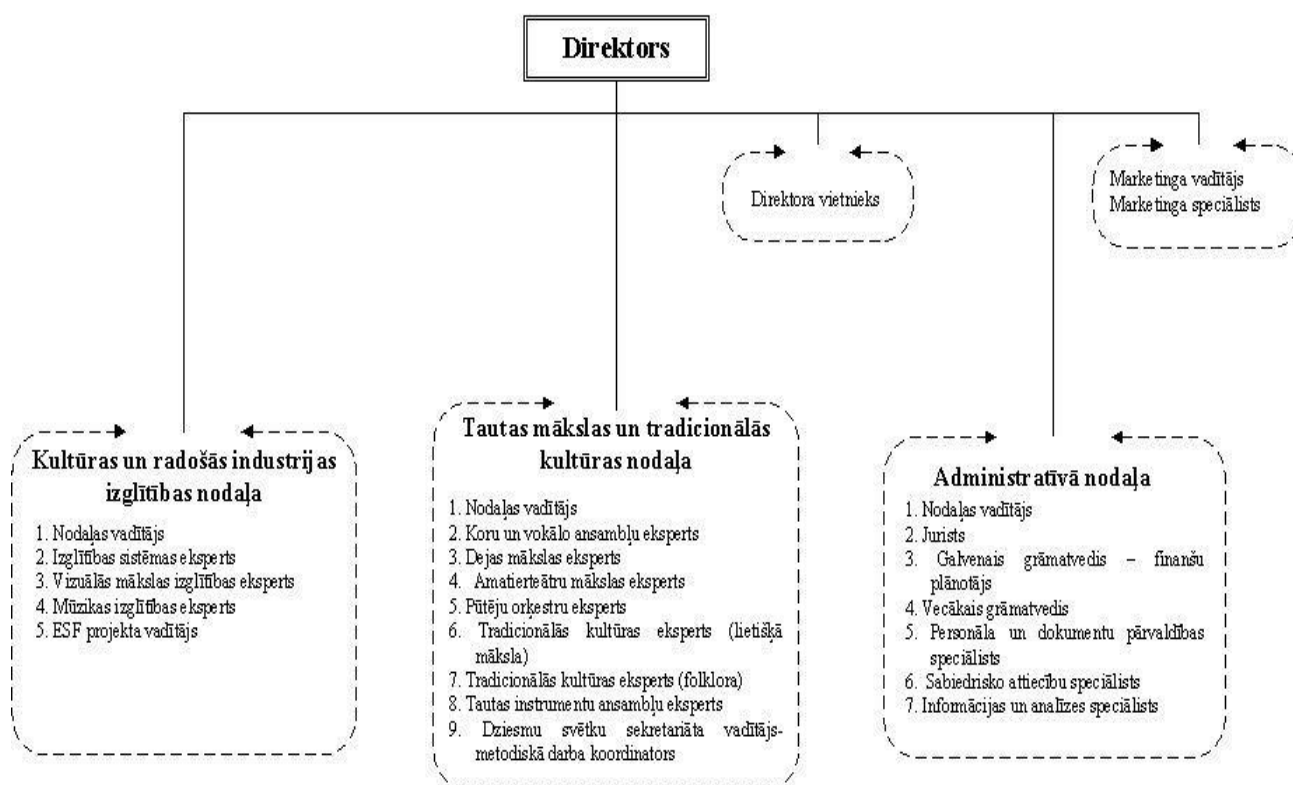 Direktors
Direktora vietnieks
Marketinga vadītājs
Marketinga speciālists
Kultūras un radošās industrijas
izglītības nodaļa
1. Nodaļas vadītājs
2. Izglītības sistēmas eksperts
3. Vizuālās mākslas izglītības eksperts
4. Mūzikas izglītības eksperts
5. ESF projekta vadītājs
Tautas mākslas un tradicionālās
kultūras nodaļa
1. Nodaļas vadītājs
2. Koru un vokālo ansambļu eksperts
3. Dejas mākslas eksperts
4. Amatierteātru mākslas eksperts
5. Pūtēju orķestru eksperts
6. Tradicionālās kultūras eksperts (lietišķā
māksla)
7. Tradicionālās kultūras eksperts (folklora)
8. Tautas instrumentu ansambļu eksperts
9. Dziesmu svētku sekretariāta vadītājs-
metodiskā darba koordinators
Administratīvā nodaļa
1. Nodaļas vadītājs
2. Jurists
3. Galvenais grāmatvedis – finanšu
plānotājs
4. Vecākais grāmatvedis
5. Personāla un dokumentu pārvaldības
speciālists
6. Sabiedrisko attiecību speciālists
7. Informācijas un analīzes speciālists